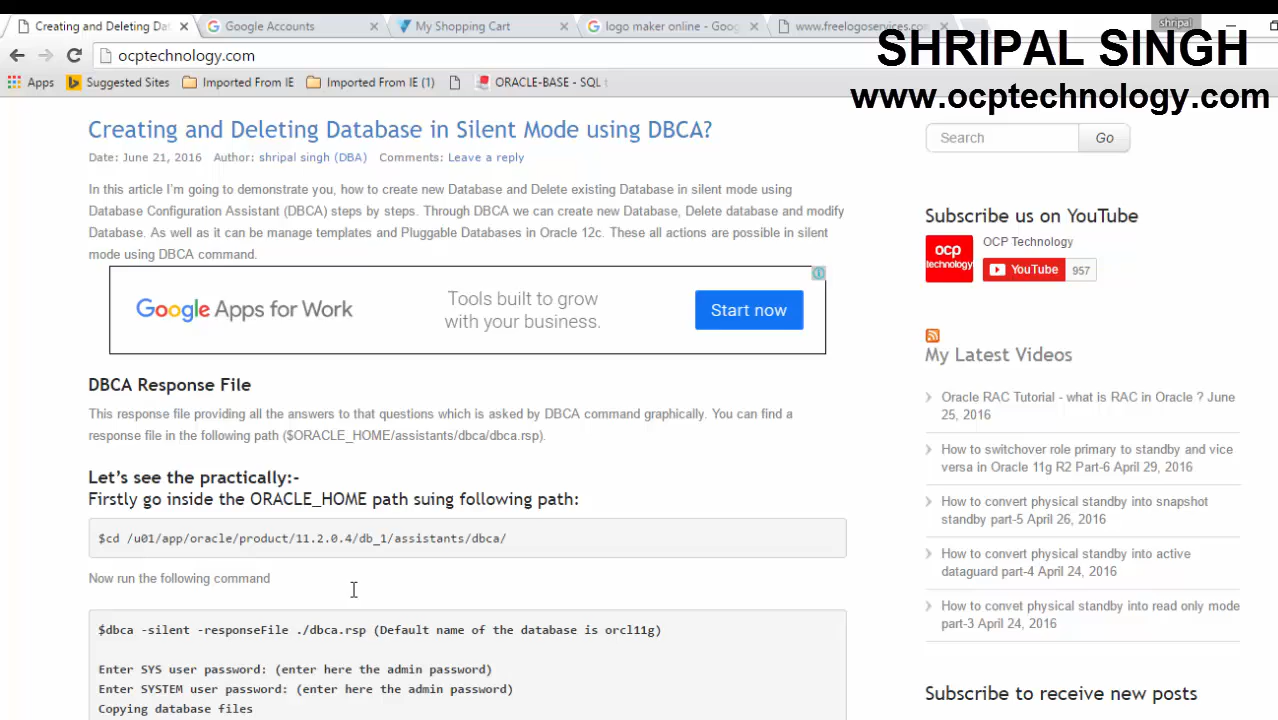 Creating and Deleting Dat
Google Accounts
My Shopping Cart
logo maker online - Goog
www.freelogoservices.com
shripal
ocptechnology.com
SHRIPAL SINGH
www.ocptechnology.com
Apps
Suggested Sites
Imported From IE
Imported From IE (1)
ORACLE-BASE - SQL t
Creating and Deleting Database in Silent Mode using DBCA?
Date: June 21, 2016 Author: shripal singh (DBA) Comments: Leave a reply
In this article I'm going to demonstrate you, how to create new Database and Delete existing Database in silent mode using
Database Configuration Assistant (DBCA) steps by steps. Through DBCA we can create new Database, Delete database and modify
Database. As well as it can be manage templates and Pluggable Databases in Oracle 12c. These all actions are possible in silent
mode using DBCA command.
Google Apps for Work
Tools built to grow
with your business.
Start now
DBCA Response File
This response file providing all the answers to that questions which is asked by DBCA command graphically. You can find a
response file in the following path ($ORACLE_HOME/assistants/dbca/dbca.rsp).
Let's see the practically:-
Firstly go inside the ORACLE_HOME path suing following path:
$cd /u01/app/oracle/product/11.2.0.4/db_1/assistants/dbca/
Now run the following command
$dbca -silent -responseFile ./dbca.rsp (Default name of the database is orcl11g)
Enter SYS user password: (enter here the admin password)
Enter SYSTEM user password: (enter here the admin password)
Copying database files
Search
Go
Subscribe us on YouTube
ocp
technology
OCP Technology
YouTube
957
My Latest Videos
Oracle RAC Tutorial - what is RAC in Oracle ? June
25, 2016
How to switchover role primary to standby and vice
versa in Oracle 11g R2 Part-6 April 29, 2016
How to convert physical standby into snapshot
standby part-5 April 26, 2016
How to convert physical standby into active
dataguard part-4 April 24, 2016
How to convet physical standby into read only mode
part-3 April 24, 2016
Subscribe to receive new posts